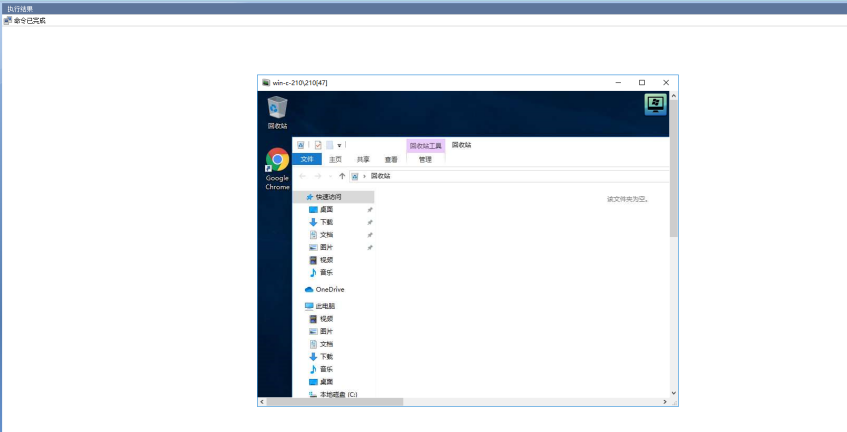 执行结果
命令已完成
win-c-210\210[47]
回收站
回收站工具 回收站
文件 主页 共享 查看 管理
Google
Chrome
回收站
快速访问
该文件夹为空。
桌面
下载
文档
图片
视频
音乐
OneDrive
此电脑
视频
图片
文档
下载
音乐
桌面
本地磁盘 (C:)